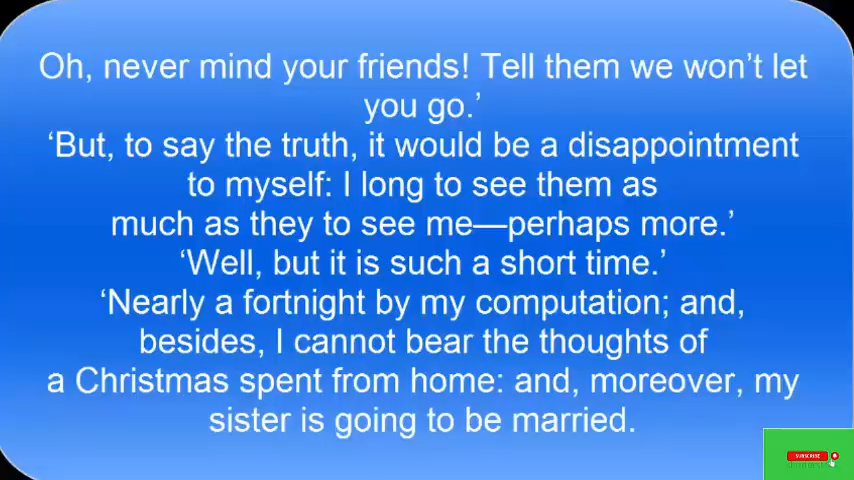 Oh, never mind your friends! Tell them we won’t let
you go.’
‘But, to say the truth, it would be a disappointment
to myself: I long to see them as
much as they to see me—perhaps more.’
‘Well, but it is such a short time.’
‘Nearly a fortnight by my computation; and,
besides, I cannot bear the thoughts of
a Christmas spent from home: and, moreover, my
sister is going to be married.
SUBSCRIBE